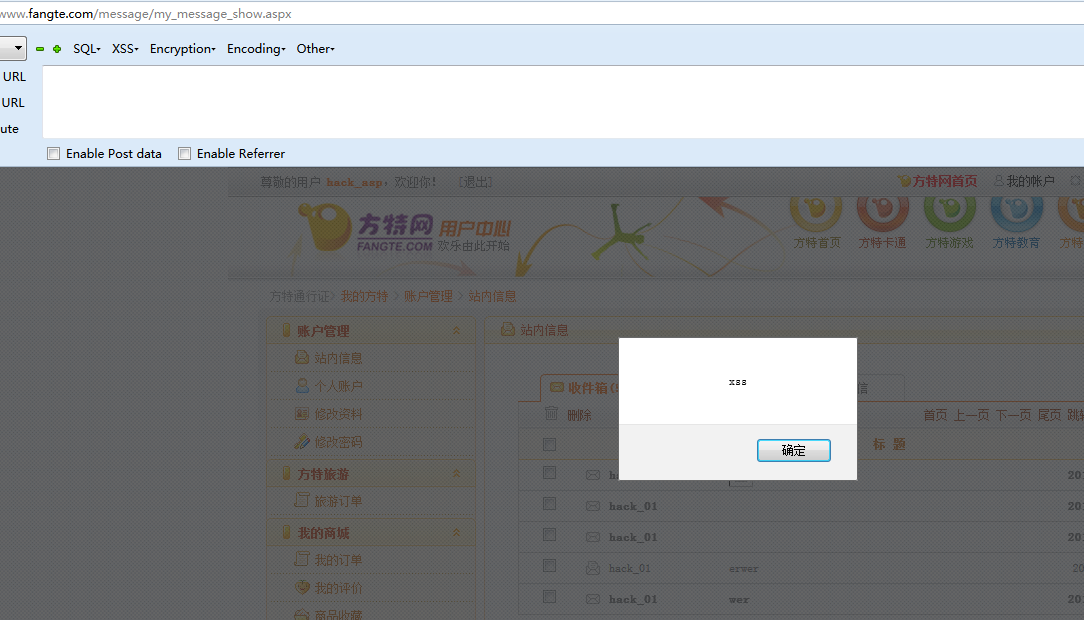 www.fangte.com/message/my_message_show.aspx
SQL XSS Encryption Encoding Other
URL
URL
ute
Enable Post data Enable Referrer
尊敬的用户 hack_asp，欢迎你！ [退出] 方特网首页 我的帐户
方特网 用户中心
FANGTE.COM 欢乐由此开始
方特首页 方特卡通 方特游戏 方特教育 方特
方特通行证> 我的方特 > 账户管理 > 站内信息
账户管理
站内信息
站内信息
个人账户
xss
修改资料
收件箱( 信
删除 首页 上一页 下一页 尾页 跳
修改密码
标 题
确定
方特旅游
旅游订单
hack_01
我的商城
hack_01
我的订单
hack_01 erwer
我的评价
hack_01 wer
商品收藏